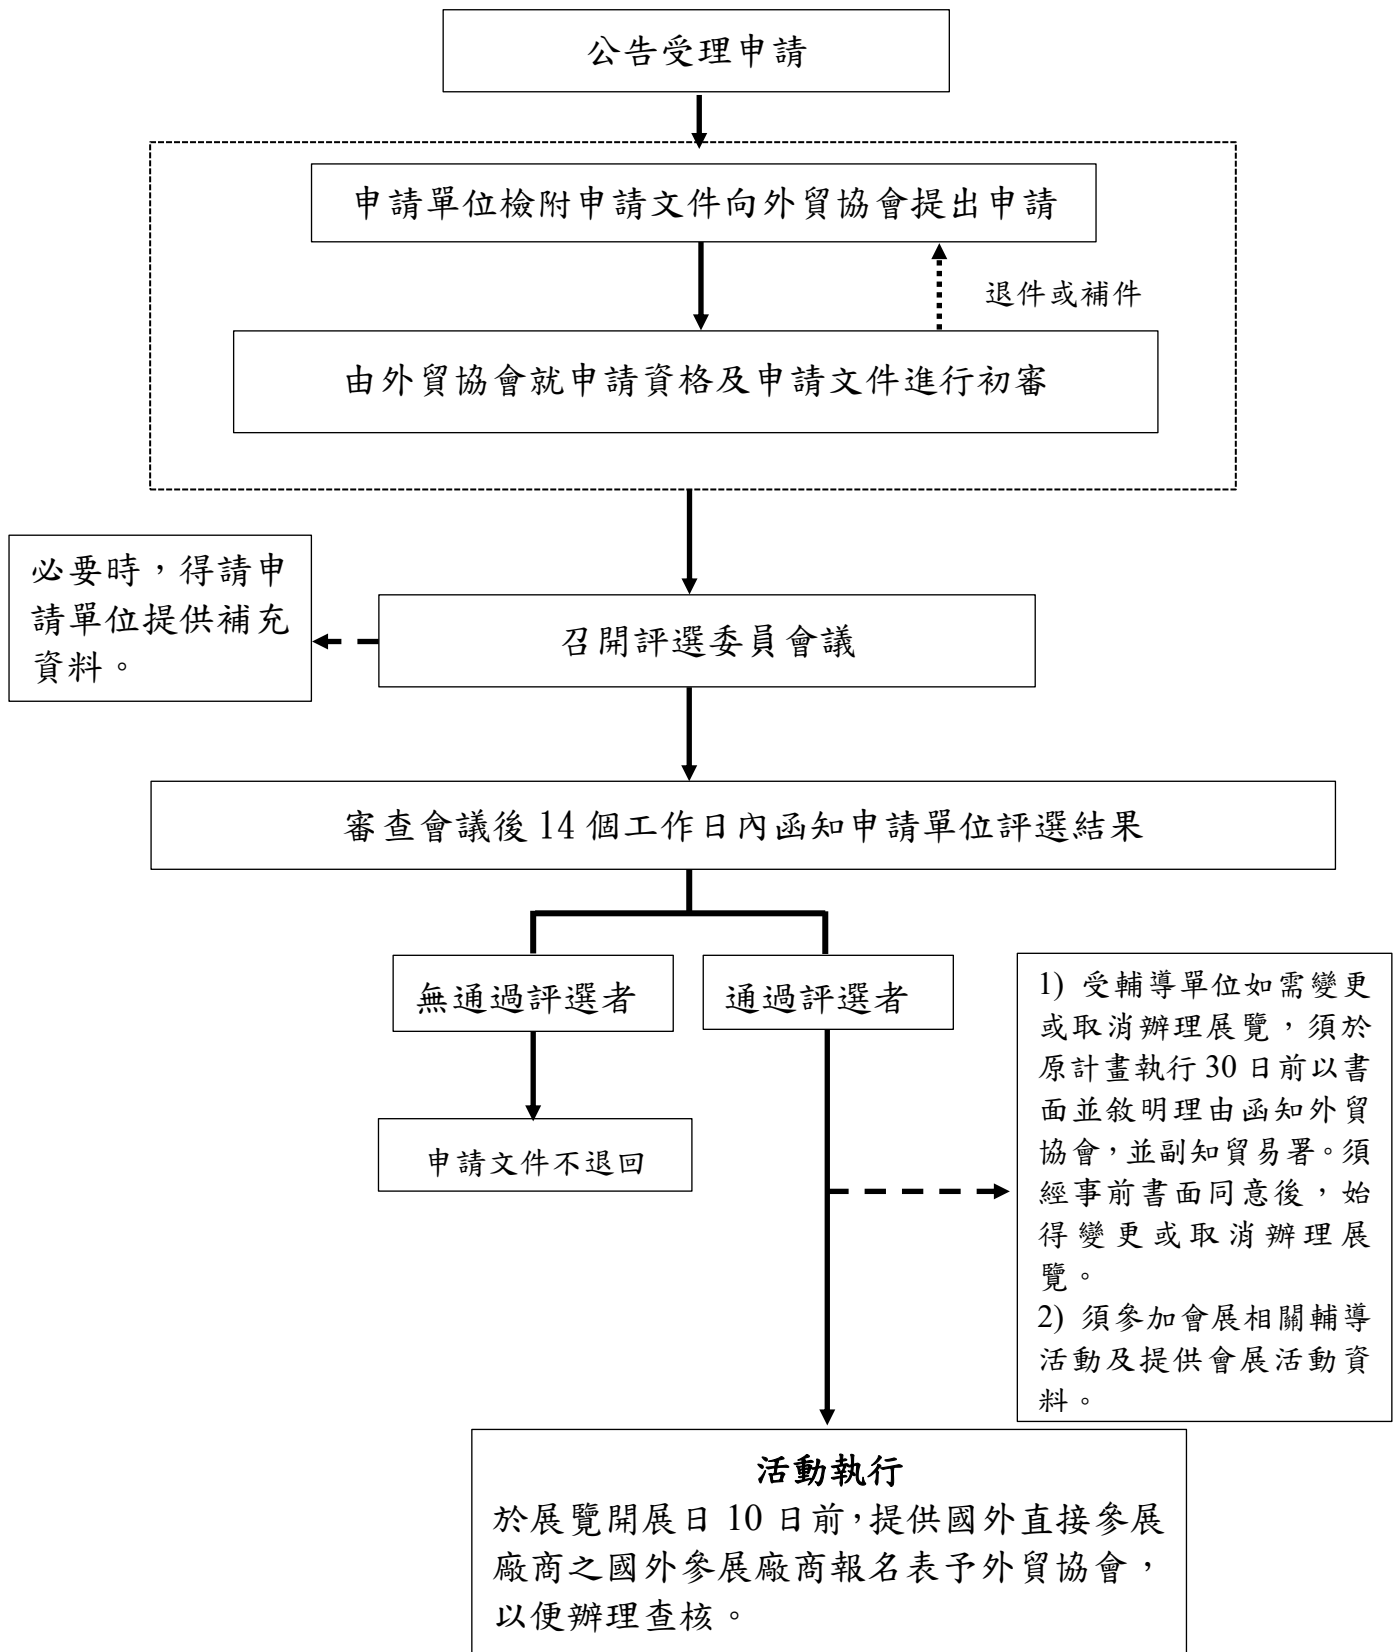 公告受理申請
申請單位檢附申請文件向外貿協會提出申請
退件或補件
由外貿協會就申請資格及申請文件進行初審
必要時，得請申
請單位提供補充
資料。
召開評選委員會議
審查會議後 14 個工作日內函知申請單位評選結果
無通過評選者
通過評選者
申請文件不退回
1) 受輔導單位如需變更
或取消辦理展覽，須於
原計畫執行 30 日前以書
面並敘明理由函知外貿
協會，並副知貿易署。須
經事前書面同意後，始
得變更或取消辦理展
覽。
2) 須參加會展相關輔導
活動及提供會展活動資
料。
活動執行
於展覽開展日 10 日前，提供國外直接參展
廠商之國外參展廠商報名表予外貿協會，
以便辦理查核。